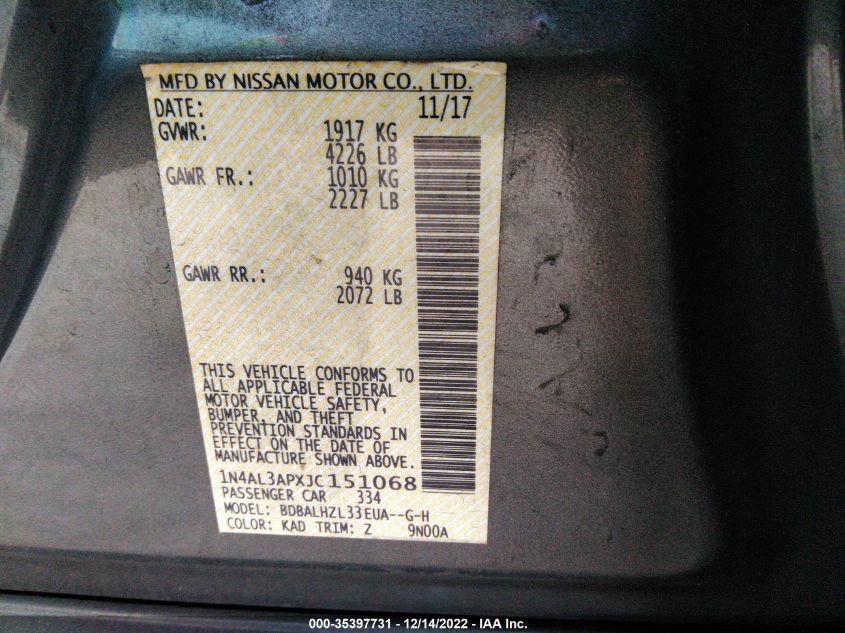 MFD BY NISSAN MOTOR CO., LTD.
DATE: 11/17
GVWR: 1917 KG
4226 LB
GAWR FR.: 1010 KG
2227 LB
GAWR RR.: 940 KG
2072 LB
THIS VEHICLE CONFORMS TO
ALL APPLICABLE FEDERAL
MOTOR VEHICLE SAFETY,
BUMPER, AND THEFT
PREVENTION STANDARDS IN
EFFECT ON THE DATE OF
MANUFACTURE SHOWN ABOVE.
1N4AL3APXJC151068
PASSENGER CAR 334
MODEL: BDBALHZL33EUA--G-H
COLOR: KAD TRIM: Z 9N00A
000-35397731 - 12/14/2022 - IAA Inc.